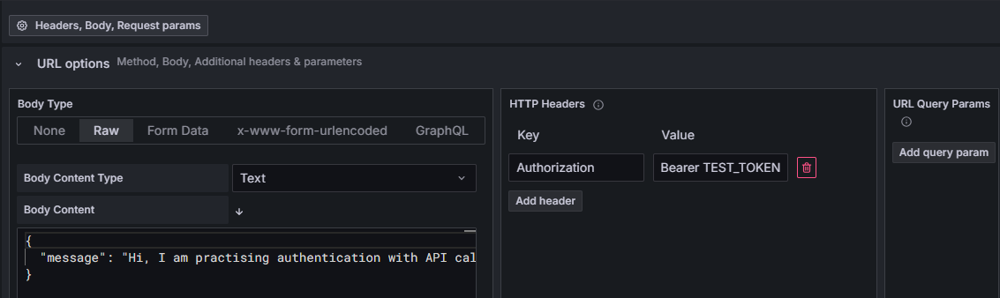 Headers, Body, Request params
URL options Method, Body, Additional headers & parameters
Body Type
None Raw Form Data x-www-form-urlencoded GraphQL
Body Content Type Text
Body Content
{
"message": "Hi, I am practising authentication with API cal
}
HTTP Headers
Key Value
Authorization Bearer TEST_TOKEN
Add header
URL Query Params
Add query param